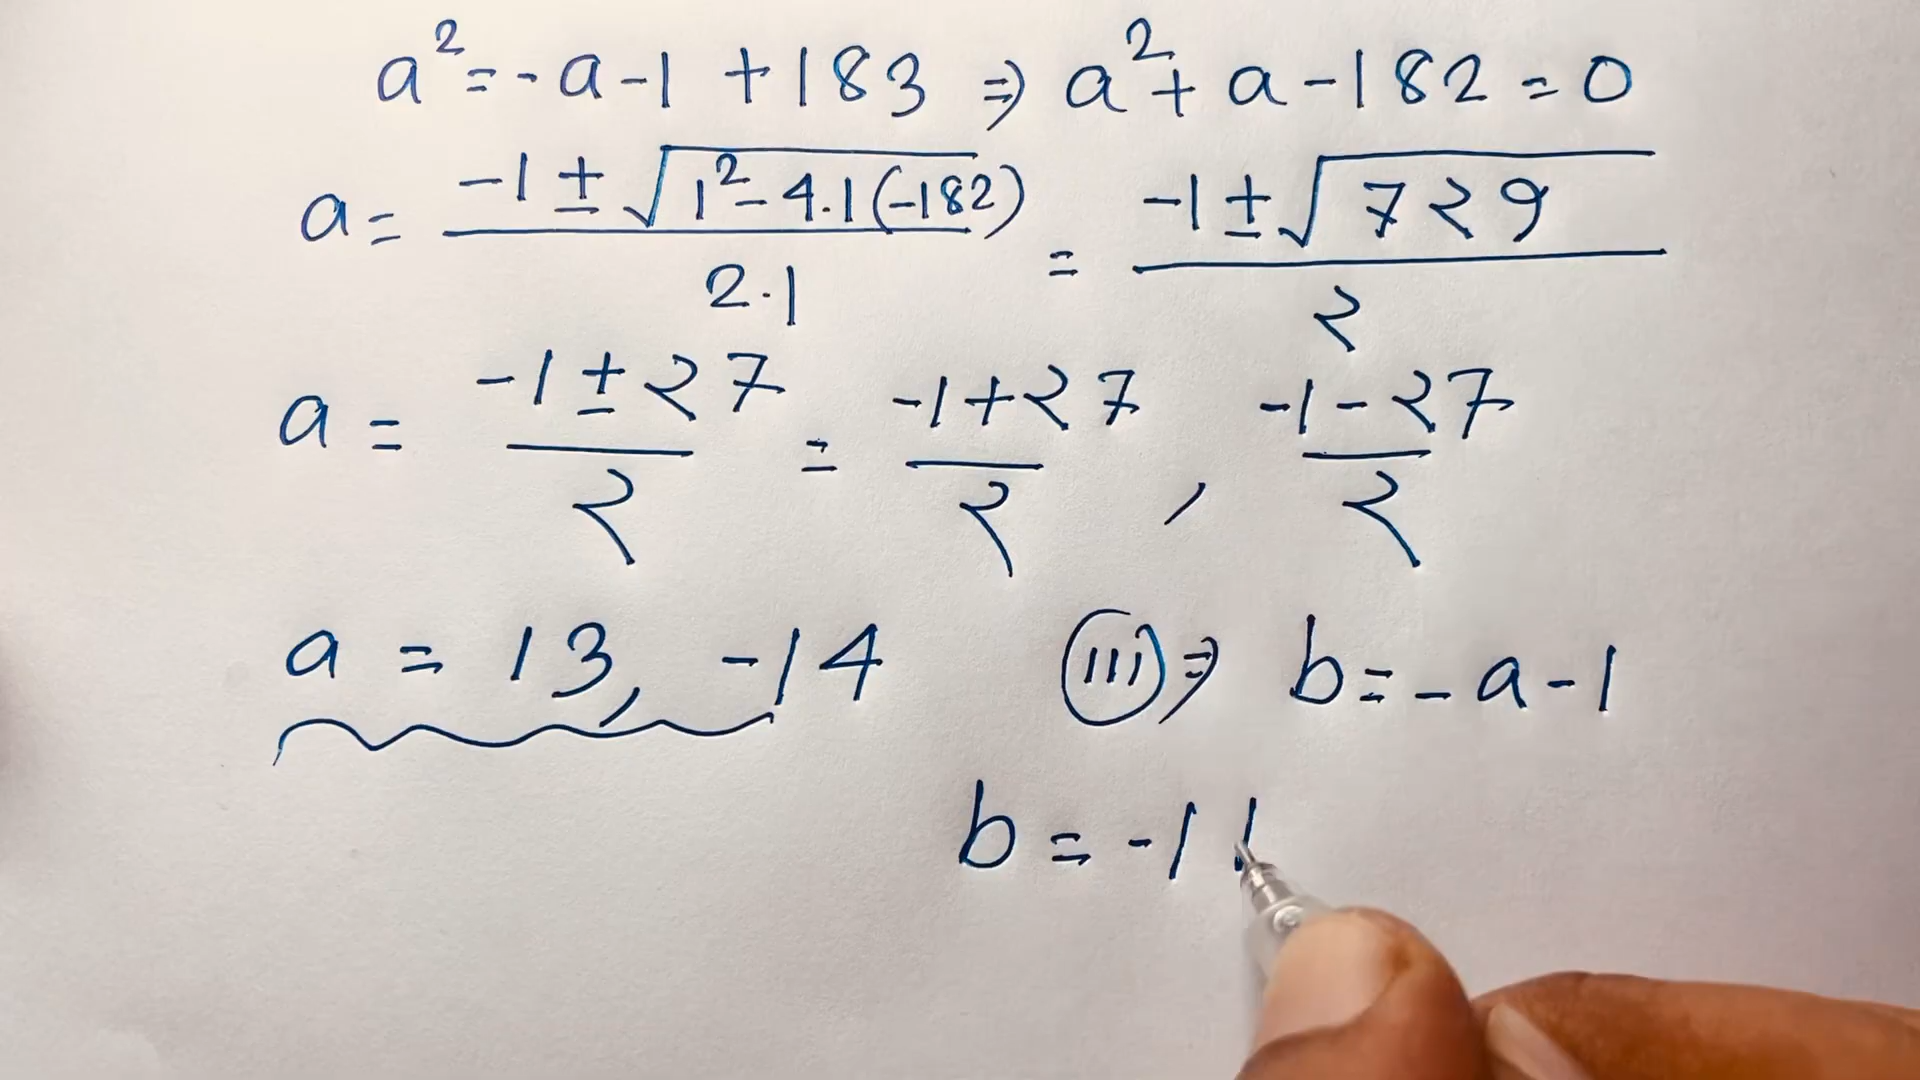 a² = -a-1 +183 ⇒ a² + a - 182 = 0
a = (-1 ± √(1² - 4.1(-182))) / 2.1 = (-1 ± √729) / 2
a = (-1 ± 27) / 2 = (-1+27) / 2 , (-1-27) / 2
a = 13, -14 (iii) ⇒ b = -a-1
b = -1 1